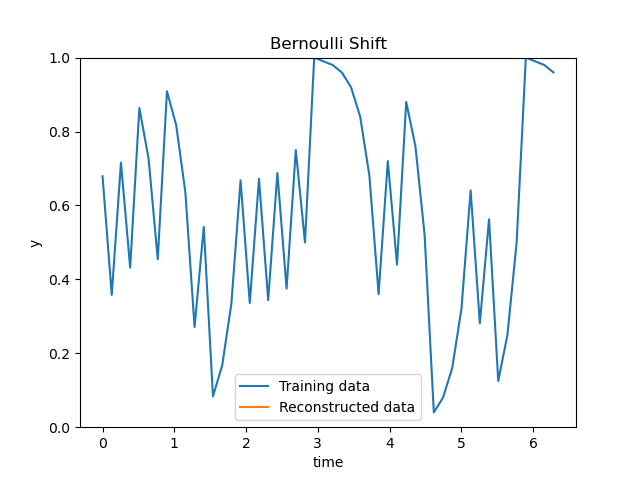 Bernoulli Shift
1.0
0.8
0.6
0.4
0.2
0.0
y
Training data
Reconstructed data
0 1 2 3 4 5 6
time